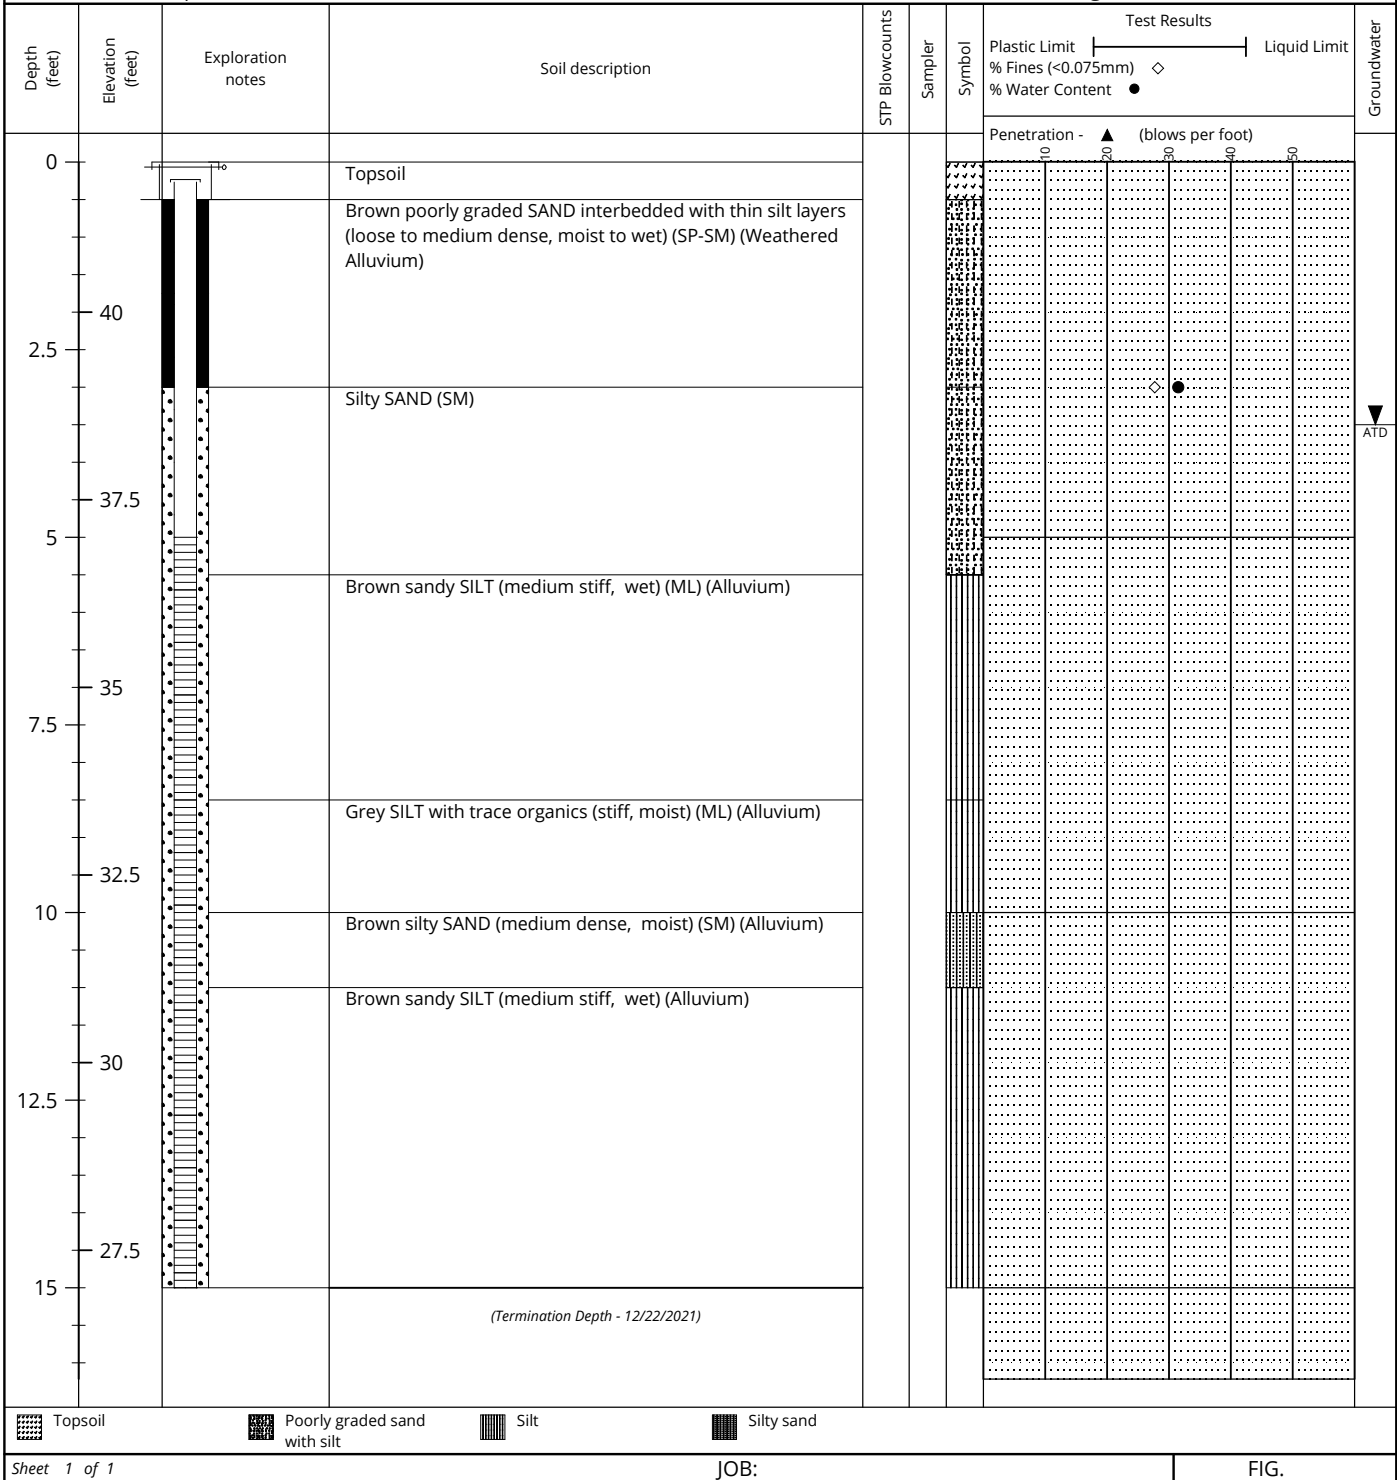 Depth
(feet)
Elevation
(feet)
Exploration
notes
Soil description
STP Blowcounts
Sampler
Symbol
Test Results
Plastic Limit
Liquid Limit
% Fines (<0.075mm)
% Water Content
Penetration -
(blows per foot)
10
20
30
40
50
Groundwater
0
Topsoil
Brown poorly graded SAND interbedded with thin silt layers
(loose to medium dense, moist to wet) (SP-SM) (Weathered
Alluvium)
40
2.5
Silty SAND (SM)
ATD
37.5
5
Brown sandy SILT (medium stiff, wet) (ML) (Alluvium)
35
7.5
Grey SILT with trace organics (stiff, moist) (ML) (Alluvium)
32.5
10
Brown silty SAND (medium dense, moist) (SM) (Alluvium)
Brown sandy SILT (medium stiff, wet) (Alluvium)
30
12.5
27.5
15
(Termination Depth - 12/22/2021)
Topsoil
Poorly graded sand
with silt
Silt
Silty sand
Sheet 1 of 1
JOB:
FIG.